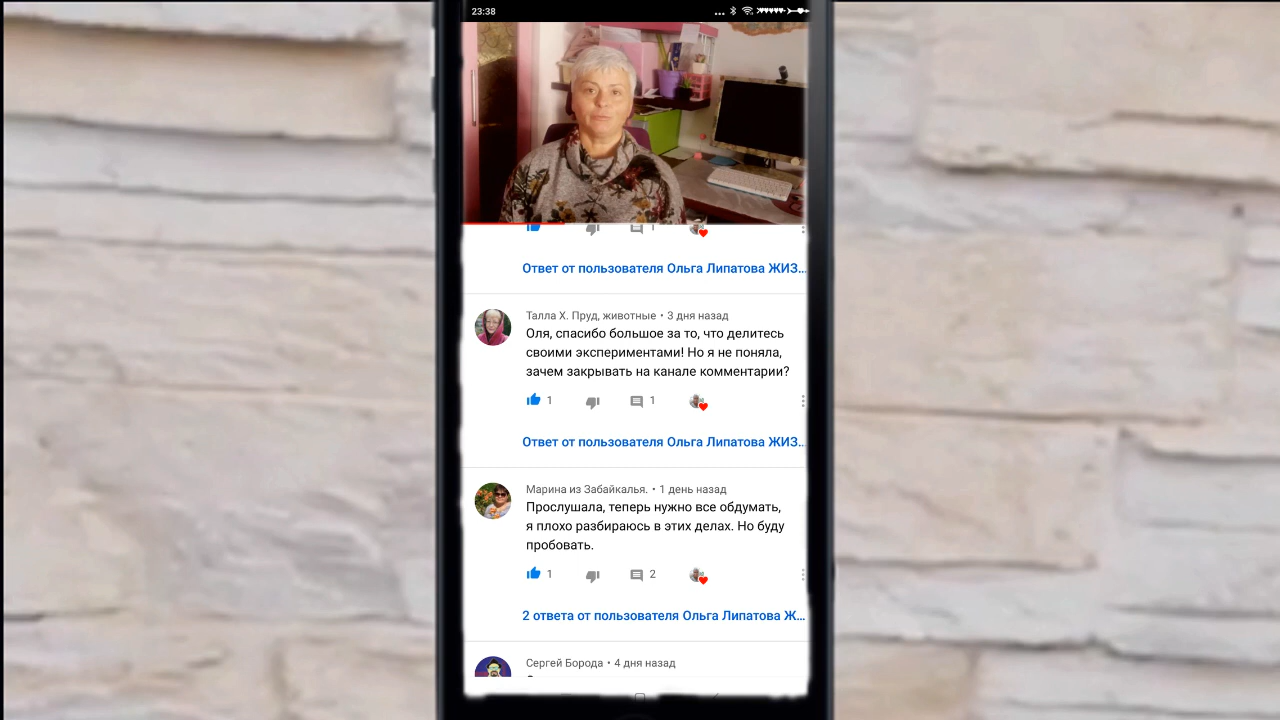 23:38
1
Ответ от пользователя Ольга Липатова ЖИЗ...
Талла Х. Пруд, животные • 3 дня назад
Оля, спасибо большое за то, что делитесь
своими экспериментами! Но я не поняла,
зачем закрывать на канале комментарии?
1 1
Ответ от пользователя Ольга Липатова ЖИЗ...
Марина из Забайкалья. • 1 день назад
Прослушала, теперь нужно все обдумать,
я плохо разбираюсь в этих делах. Но буду
пробовать.
1 2
2 ответа от пользователя Ольга Липатова Ж...
Сергей Борода • 4 дня назад